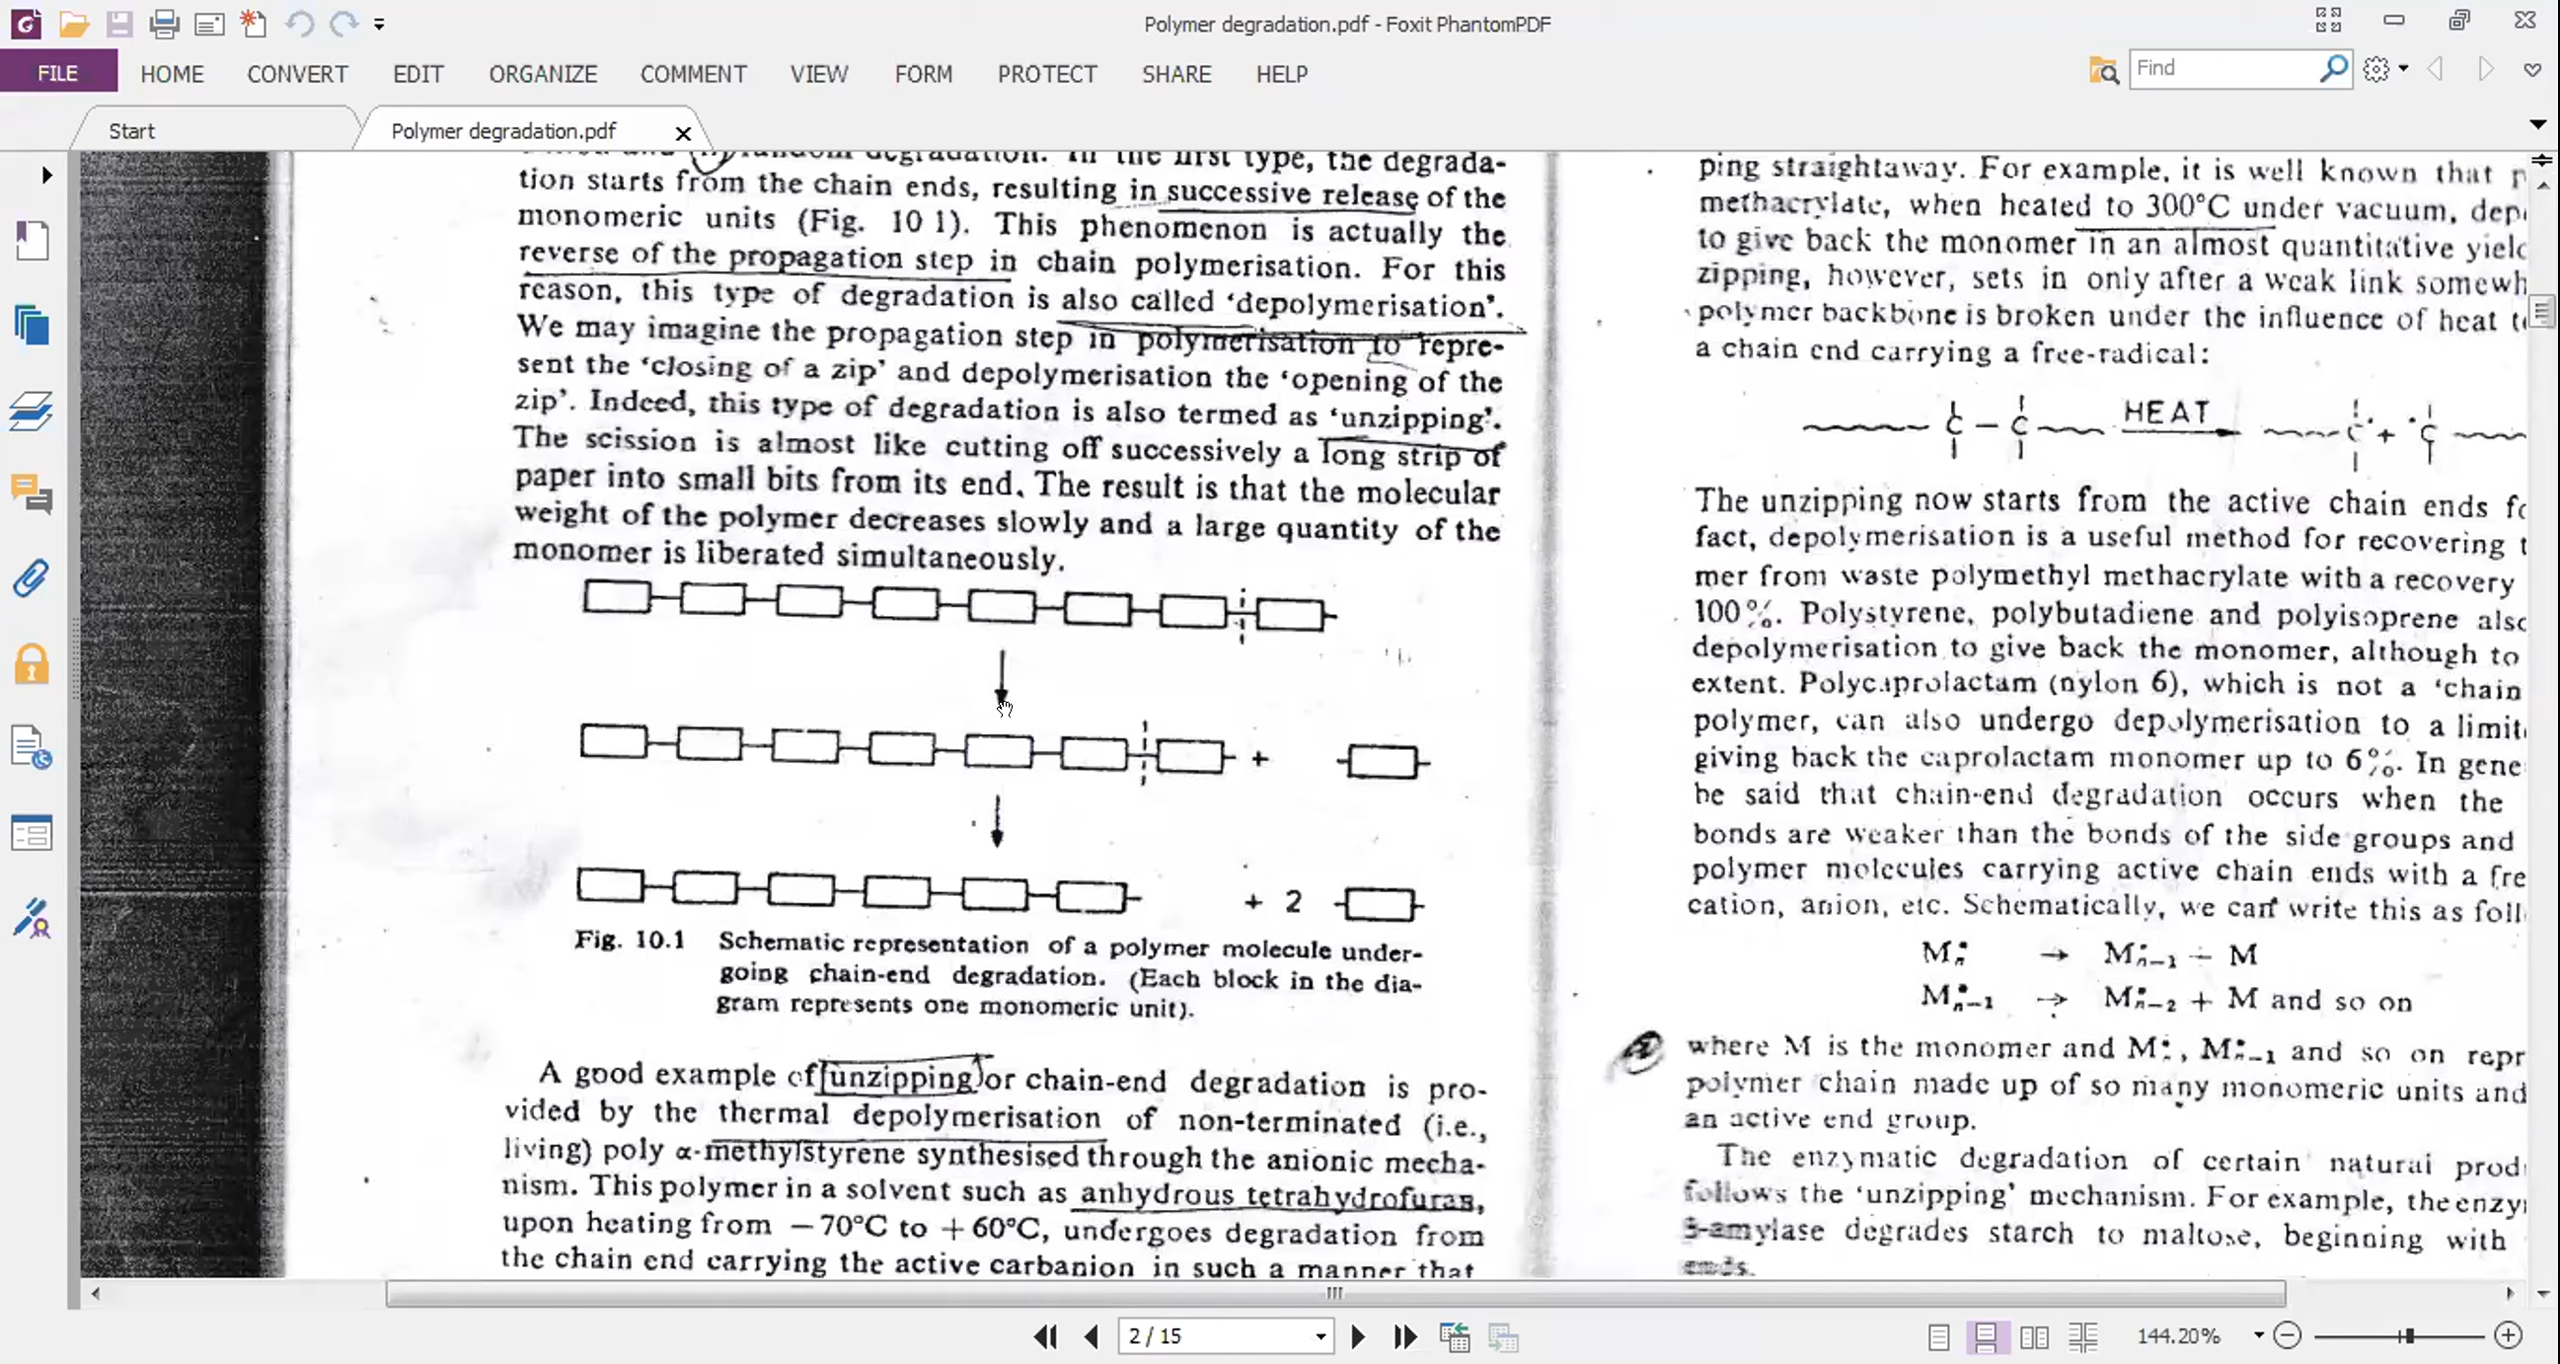 Polymer degradation.pdf - Foxit PhantomPDF
FILE HOME CONVERT EDIT ORGANIZE COMMENT VIEW FORM PROTECT SHARE HELP
Find
Start
Polymer degradation.pdf
random degradation. In the first type, the degrada-
tion starts from the chain ends, resulting in successive release of the
monomeric units (Fig. 10 1). This phenomenon is actually the
reverse of the propagation step in chain polymerisation. For this
reason, this type of degradation is also called ‘depolymerisation’.
We may imagine the propagation step in polymerisation to repre-
sent the ‘closing of a zip’ and depolymerisation the ‘opening of the
zip’. Indeed, this type of degradation is also termed as ‘unzipping’.
The scission is almost like cutting off successively a long strip of
paper into small bits from its end. The result is that the molecular
weight of the polymer decreases slowly and a large quantity of the
monomer is liberated simultaneously.
+
+ 2
Fig. 10.1 Schematic representation of a polymer molecule under-
going chain-end degradation. (Each block in the dia-
gram represents one monomeric unit).
A good example of unzipping or chain-end degradation is pro-
vided by the thermal depolymerisation of non-terminated (i.e.,
living) poly α-methylstyrene synthesised through the anionic mecha-
nism. This polymer in a solvent such as anhydrous tetrahydrofuran,
upon heating from −70°C to +60°C, undergoes degradation from
the chain end carrying the active carbanion in such a manner that
ping straightaway. For example, it is well known that
methacrylate, when heated to 300°C under vacuum,
to give back the monomer in an almost quantitative
zipping, however, sets in only after a weak link
polymer backbone is broken under the influence of heat
a chain end carrying a free-radical:
C – C HEAT C· + ·C
The unzipping now starts from the active chain ends
fact, depolymerisation is a useful method for recovering
mer from waste polymethyl methacrylate with a recovery
100%. Polystyrene, polybutadiene and polyisoprene
depolymerisation to give back the monomer, although to
extent. Polycaprolactam (nylon 6), which is not a ‘chain
polymer, can also undergo depolymerisation to a
giving back the caprolactam monomer up to 6%. In
be said that chain-end degradation occurs when the
bonds are weaker than the bonds of the side groups and
polymer molecules carrying active chain ends with a
cation, anion, etc. Schematically, we can write this as
M → M + M
M → M + M and so on
where M is the monomer and M and so on
polymer chain made up of so many monomeric units and
an active end group.
The enzymatic degradation of certain natural
follows the ‘unzipping’ mechanism. For example, the
amylase degrades starch to maltose, beginning with
ends.
2 / 15
144.20%